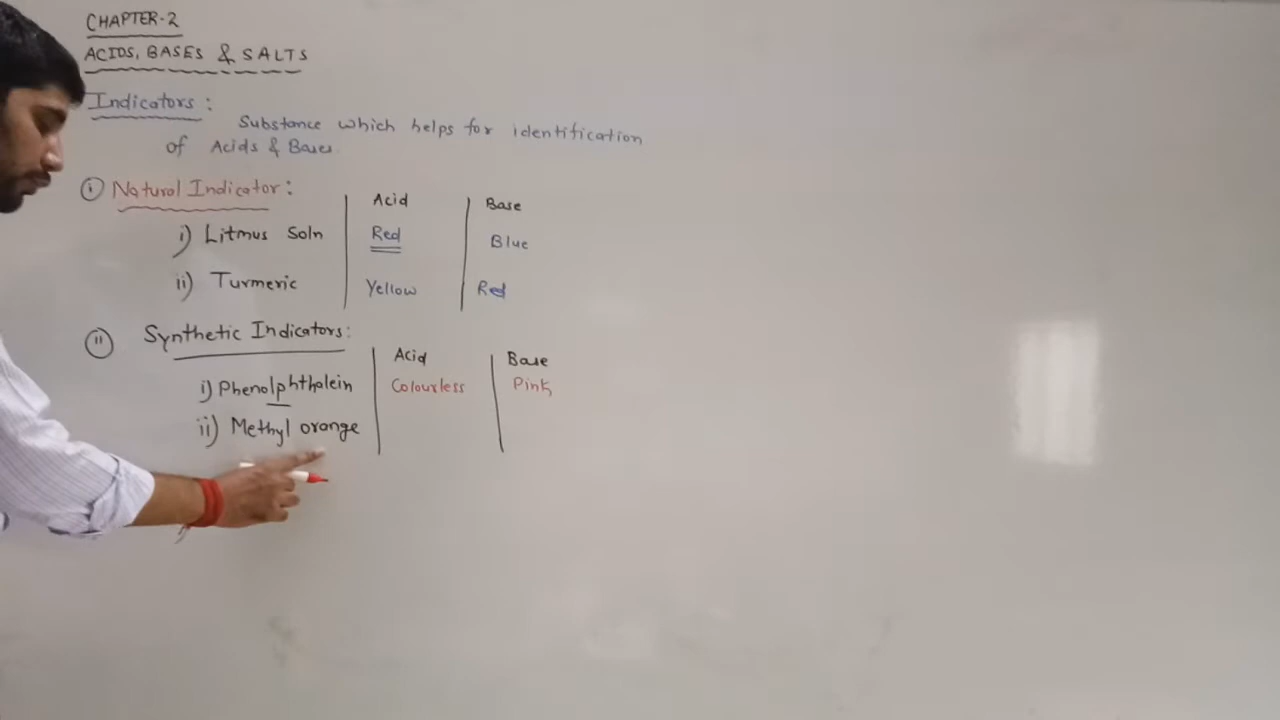 CHAPTER-2
ACIDS, BASES & SALTS
Indicators:
Substance which helps for identification
of Acids & Bases
i Natural Indicator: Acid Base
i) Litmus Soln Red Blue
ii) Turmeric Yellow Red
ii Synthetic Indicators: Acid Base
i) Phenolphthalein Colourless Pink
ii) Methyl orange